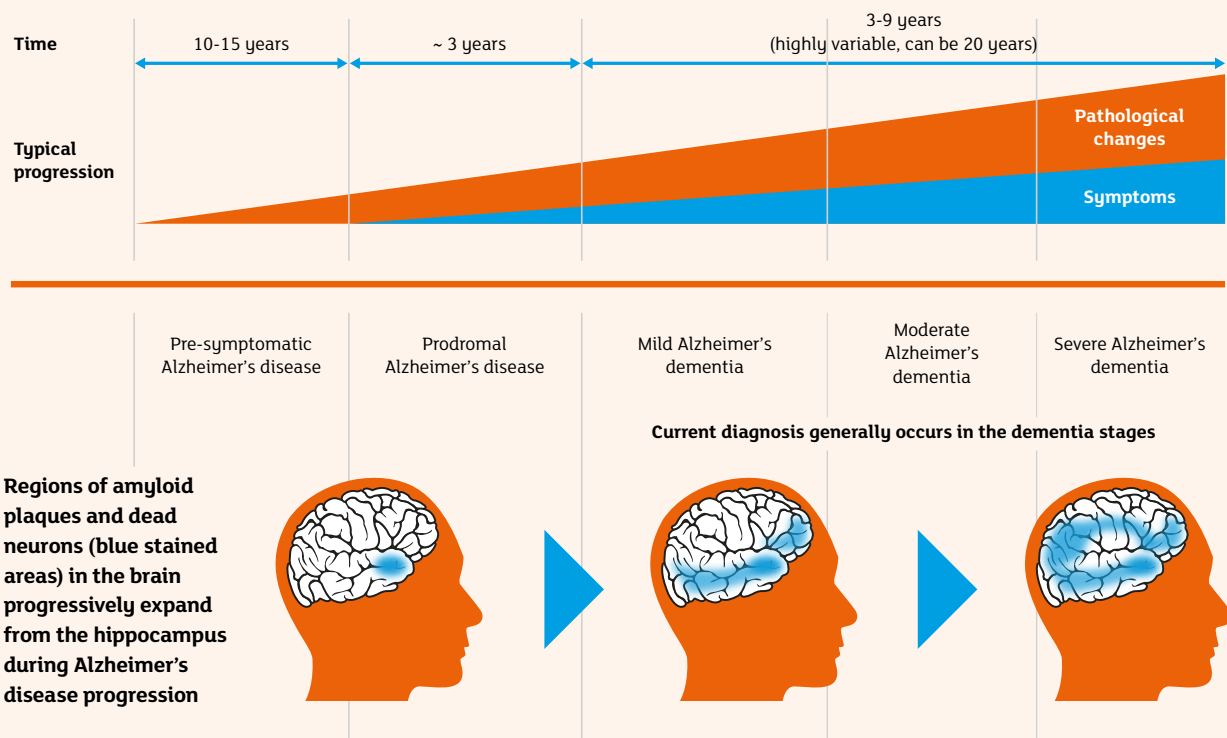 Time
10-15 years
~ 3 years
3-9 years
(highly variable, can be 20 years)
Typical
progression
Pathological
changes
Symptoms
Pre-symptomatic
Alzheimer's disease
Prodromal
Alzheimer's disease
Mild Alzheimer's
dementia
Moderate
Alzheimer's
dementia
Severe Alzheimer's
dementia
Current diagnosis generally occurs in the dementia stages
Regions of amyloid
plaques and dead
neurons (blue stained
areas) in the brain
progressively expand
from the hippocampus
during Alzheimer's
disease progression